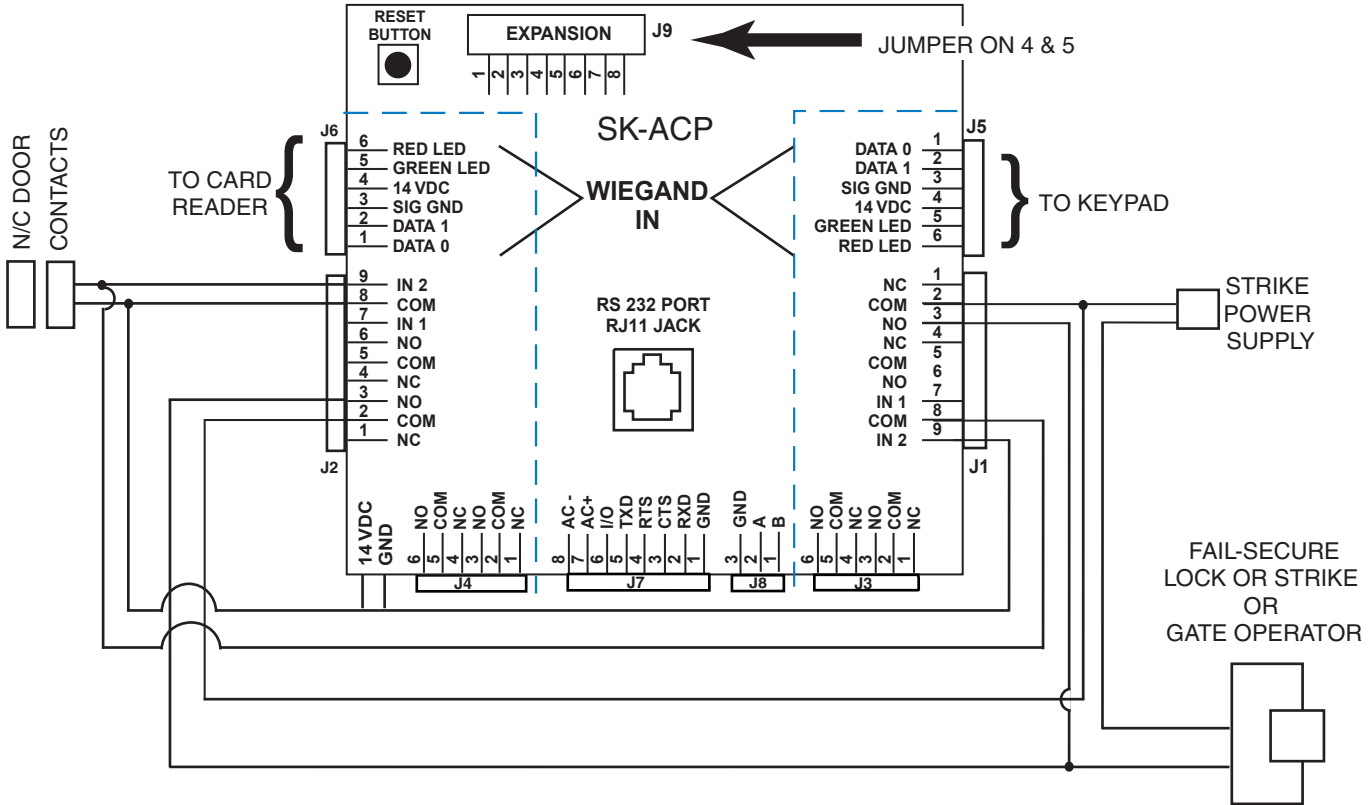 RESET
BUTTON
EXPANSION
J9
JUMPER ON 4 & 5
1 2 3 4 5 6 7 8
SK-ACP
WIEGAND
IN
RS 232 PORT
RJ11 JACK
N/C DOOR
CONTACTS
TO CARD
READER
J6
6 RED LED
5 GREEN LED
4 14 VDC
3 SIG GND
2 DATA 1
1 DATA 0
9 IN 2
8 COM
7 IN 1
6 NO
5 COM
4 NC
3 NO
2 COM
1 NC
J2
J5
DATA 0 1
DATA 1 2
SIG GND 3
14 VDC 4
GREEN LED 5
RED LED 6
TO KEYPAD
NC 1
COM 2
NO 3
NC 4
COM 5
NO 6
IN 1 7
COM 8
IN 2 9
J1
STRIKE
POWER
SUPPLY
14 VDC
GND
NO COM NC NO COM NC
6 5 4 3 2 1
J4
AC - AC+ I/O TXD RTS CTS RXD GND
8 7 6 5 4 3 2 1
J7
GND A B
3 2 1
J8
NO COM NC NO COM NC
6 5 4 3 2 1
J3
FAIL-SECURE
LOCK OR STRIKE
OR
GATE OPERATOR